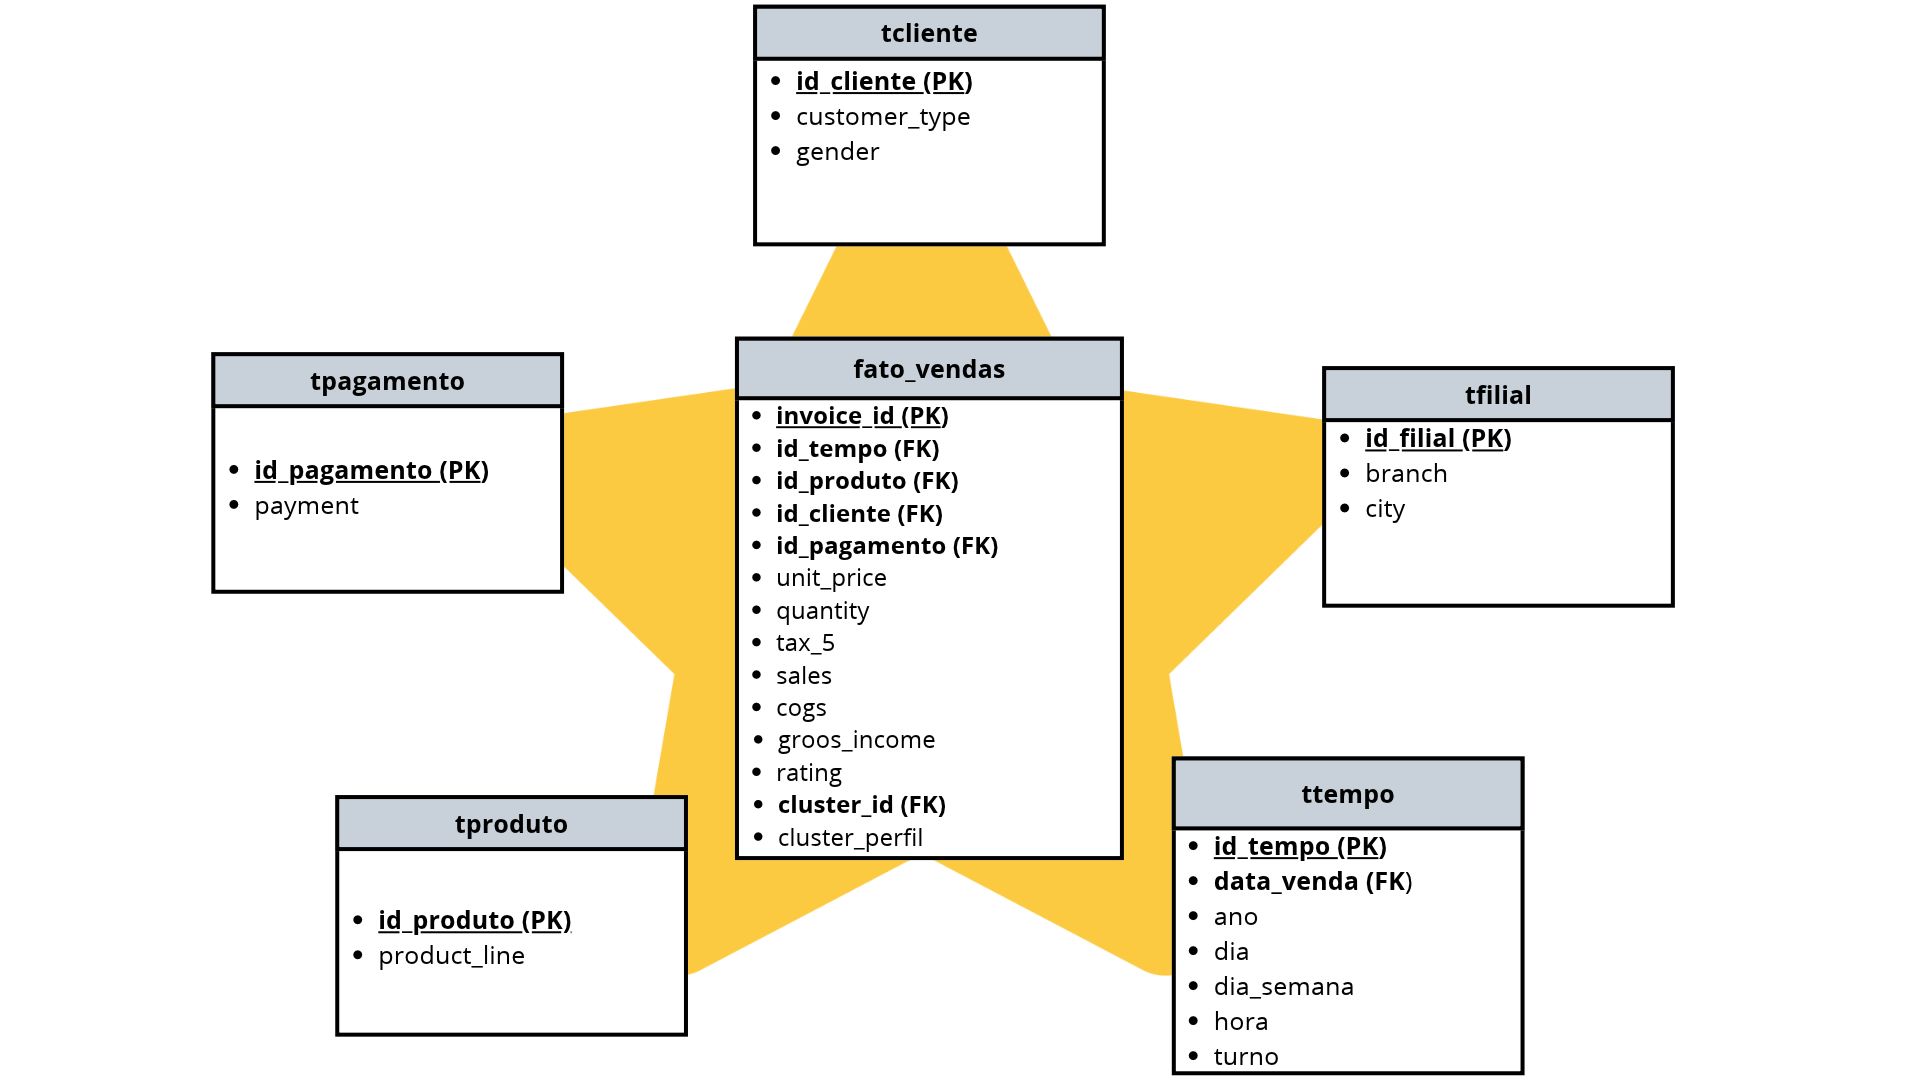 tcliente
id_cliente (PK)
customer_type
gender
tpagamento
id_pagamento (PK)
payment
fato_vendas
invoice_id (PK)
id_tempo (FK)
id_produto (FK)
id_cliente (FK)
id_pagamento (FK)
unit_price
quantity
tax_5
sales
cogs
groos_income
rating
cluster_id (FK)
cluster_perfil
tfilial
id_filial (PK)
branch
city
tproduto
id_produto (PK)
product_line
ttempo
id_tempo (PK)
data_venda (FK)
ano
dia
dia_semana
hora
turno